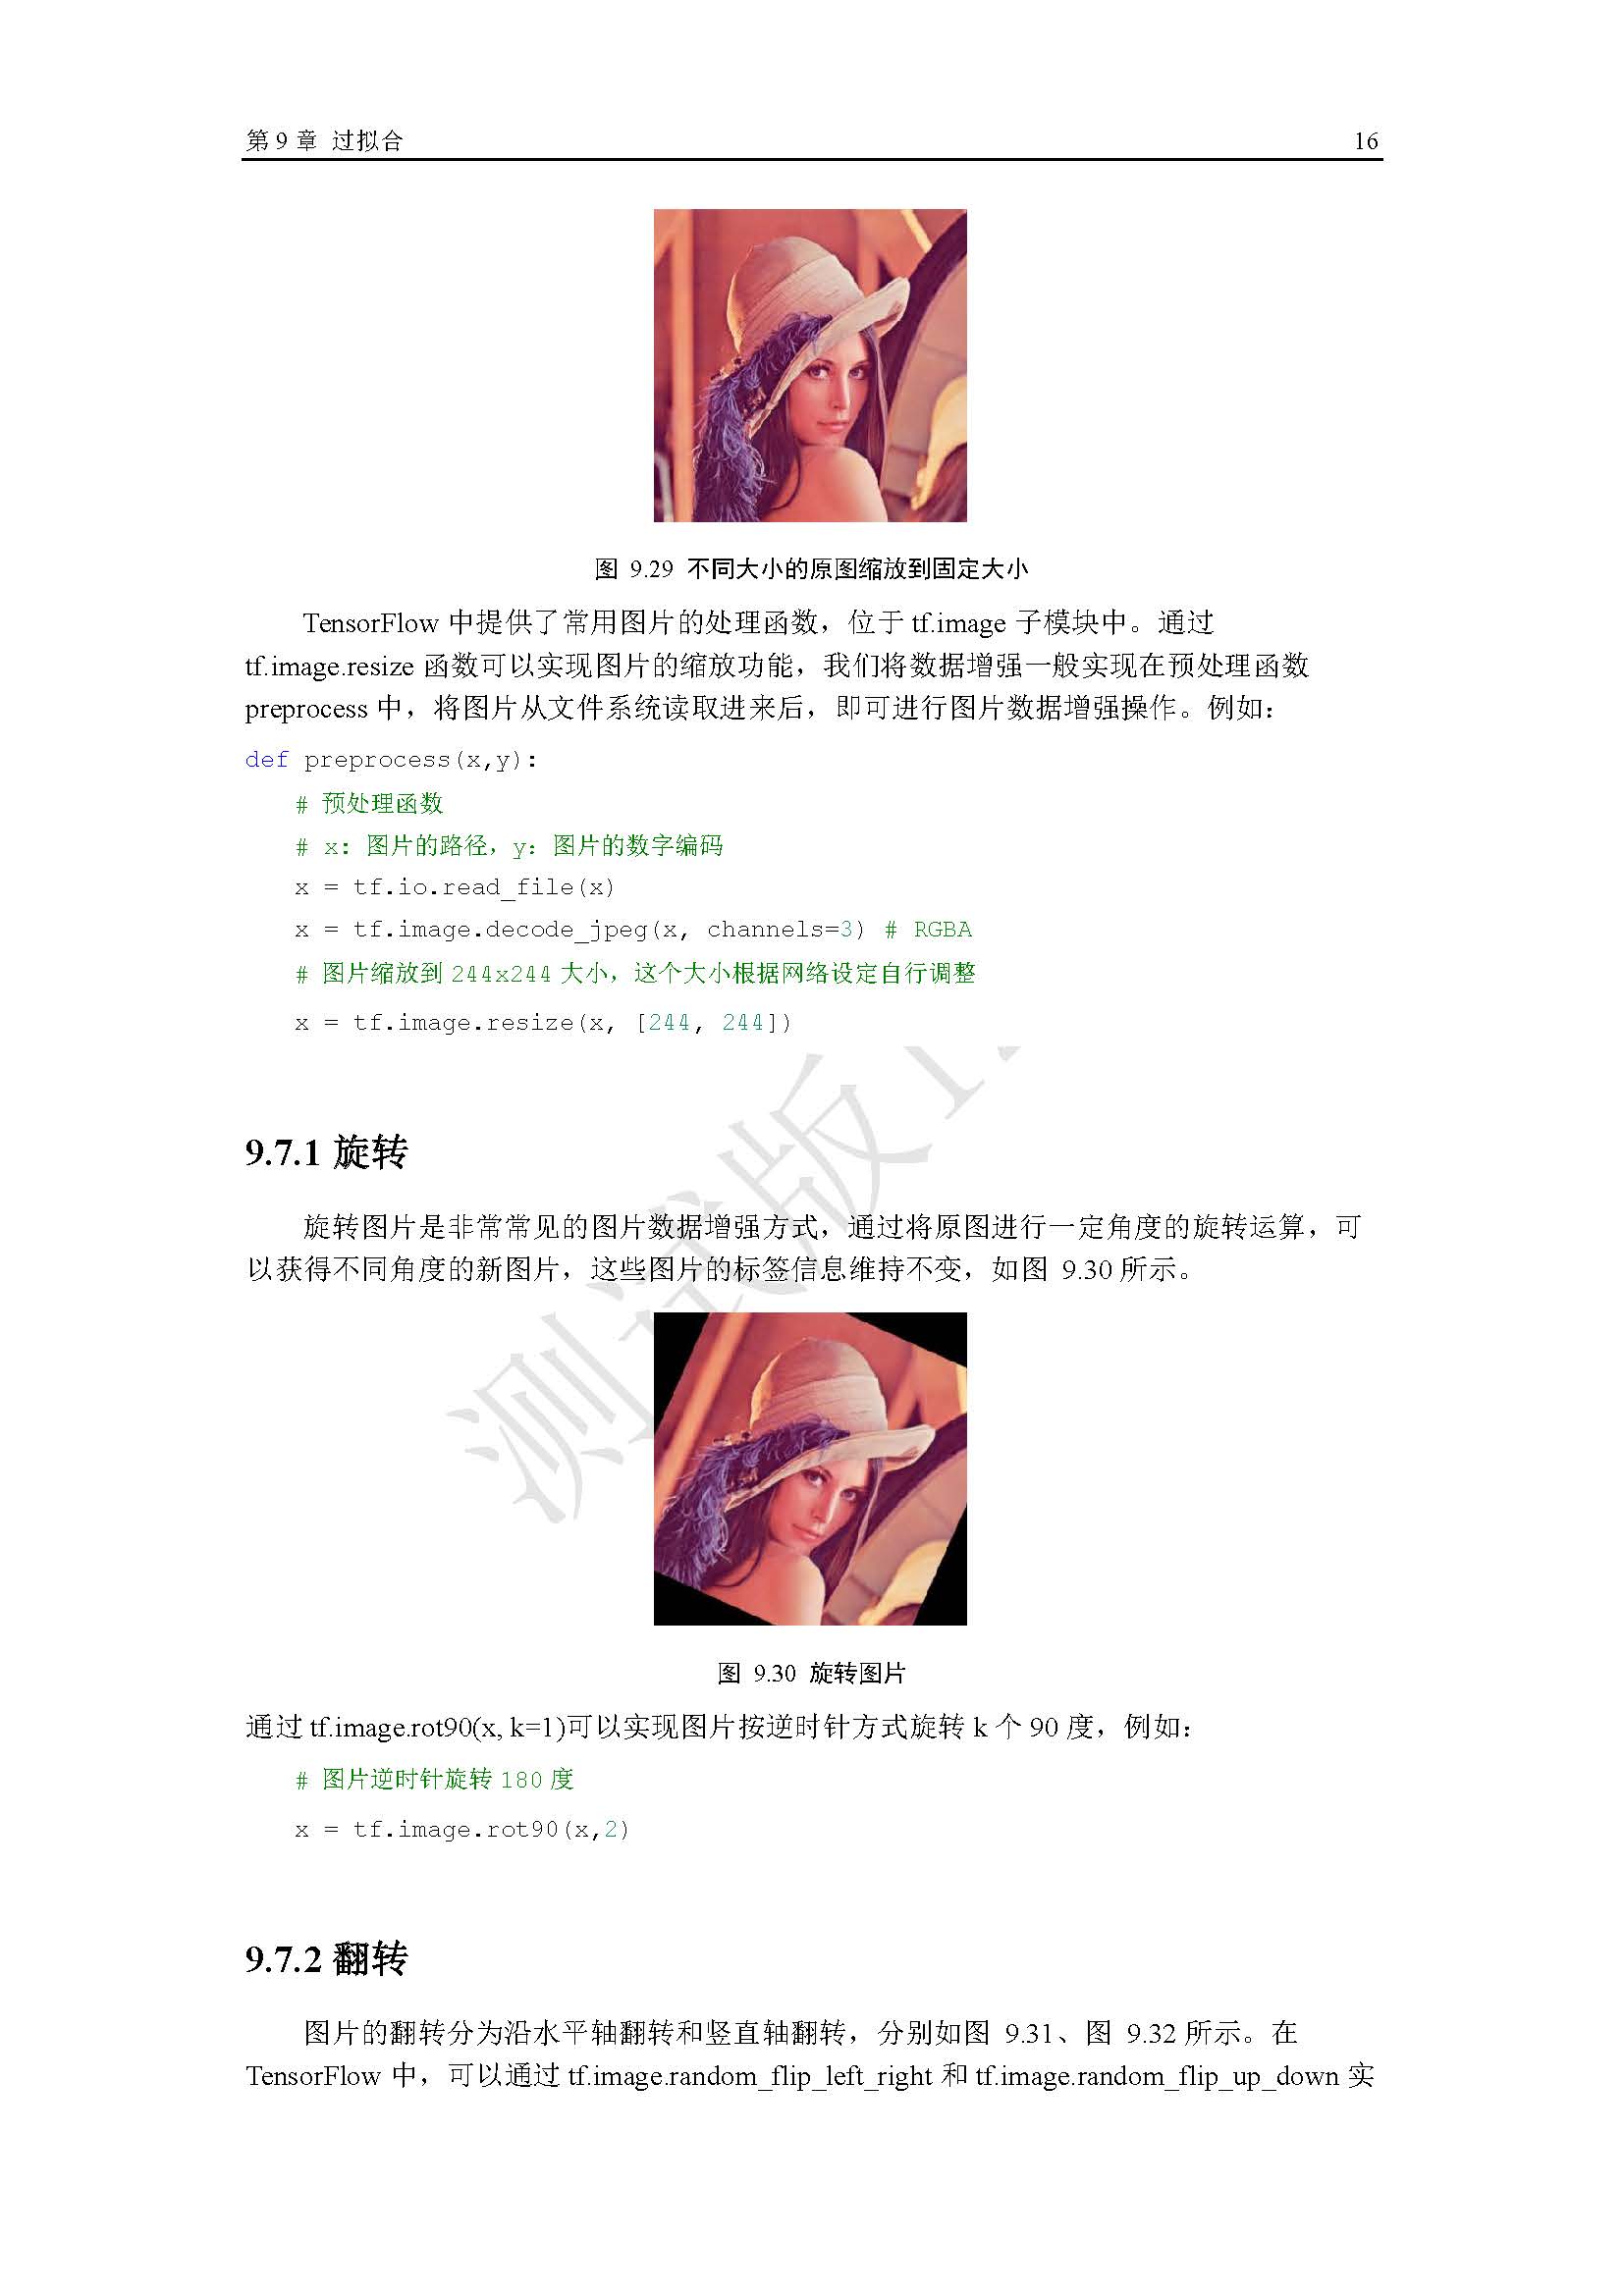 第 9 章 过拟合 16
图 9.29 不同大小的原图缩放到固定大小
TensorFlow 中提供了常用图片的处理函数，位于 tf.image 子模块中。通过
tf.image.resize 函数可以实现图片的缩放功能，我们将数据增强一般实现在预处理函数
preprocess 中，将图片从文件系统读取进来后，即可进行图片数据增强操作。例如：
def preprocess(x,y):
# 预处理函数
# x: 图片的路径，y：图片的数字编码
x = tf.io.read_file(x)
x = tf.image.decode_jpeg(x, channels=3) # RGBA
# 图片缩放到 244x244 大小，这个大小根据网络设定自行调整
x = tf.image.resize(x, [244, 244])
9.7.1 旋转
旋转图片是非常常见的图片数据增强方式，通过将原图进行一定角度的旋转运算，可
以获得不同角度的新图片，这些图片的标签信息维持不变，如图 9.30 所示。
图 9.30 旋转图片
通过 tf.image.rot90(x, k=1)可以实现图片按逆时针方式旋转 k 个 90 度，例如：
# 图片逆时针旋转 180 度
x = tf.image.rot90(x,2)
9.7.2 翻转
图片的翻转分为沿水平轴翻转和竖直轴翻转，分别如图 9.31、图 9.32 所示。在
TensorFlow 中，可以通过 tf.image.random_flip_left_right 和 tf.image.random_flip_up_down 实
测试版